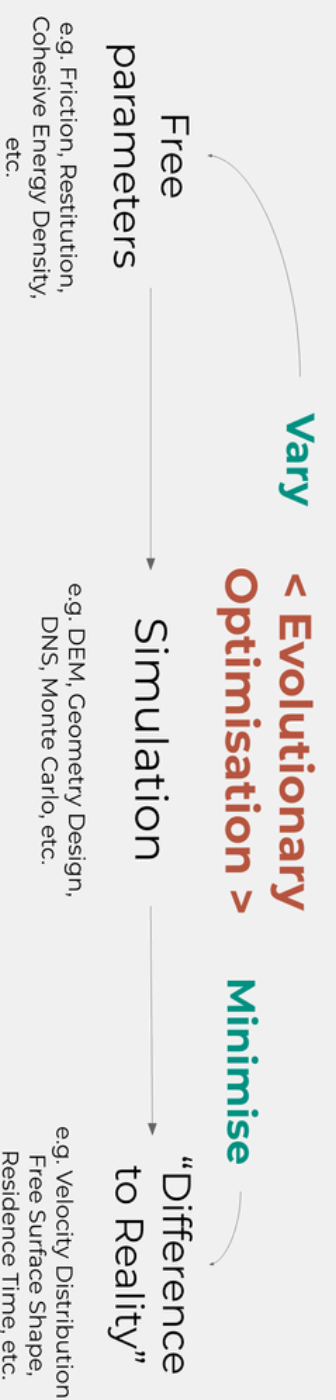 Vary
< Evolutionary
Optimisation >
Minimise
Free
parameters
e.g. Friction, Restitution,
Cohesive Energy Density,
etc.
Simulation
e.g. DEM, Geometry Design,
DNS, Monte Carlo, etc.
“Difference
to Reality”
e.g. Velocity Distribution
Free Surface Shape,
Residence Time, etc.